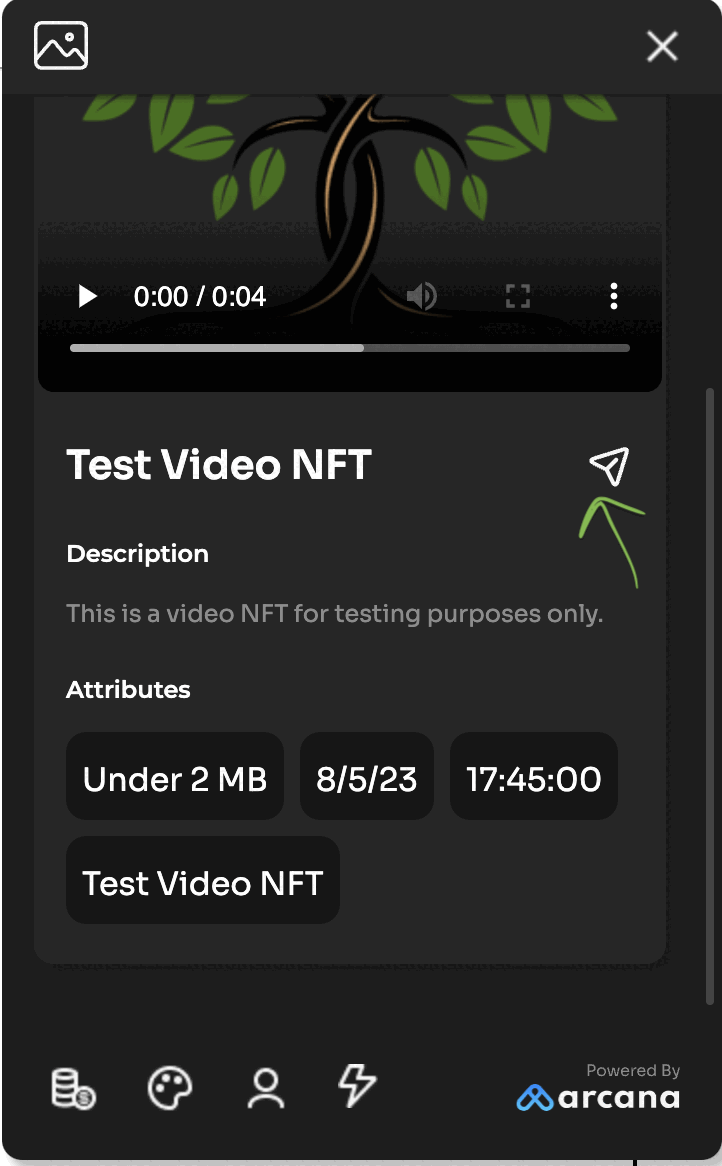 0:00 / 0:04
Test Video NFT
Description
This is a video NFT for testing purposes only.
Attributes
Under 2 MB 8/5/23 17:45:00
Test Video NFT
Powered By
arcana